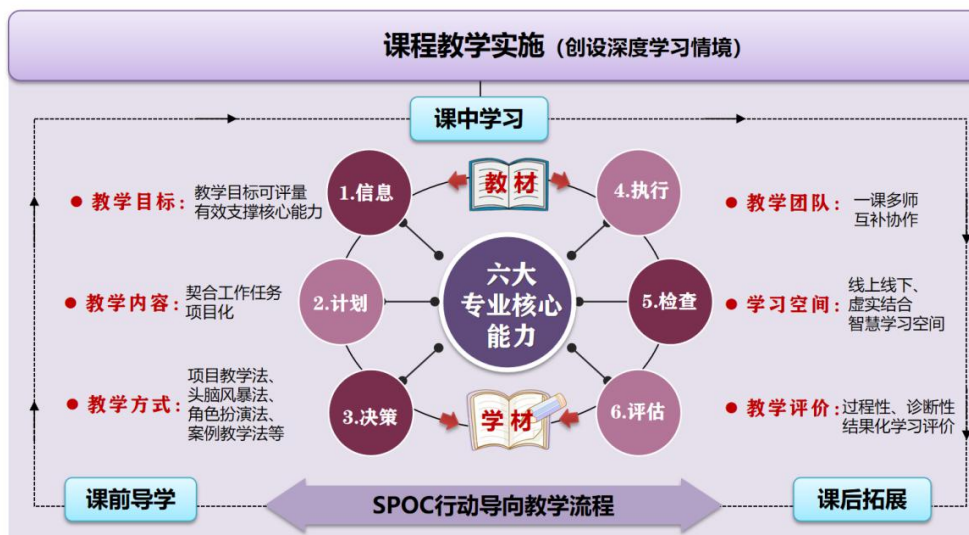 课程教学实施（创设深度学习情境）
课中学习
教学目标：
教学目标可评量
有效支撑核心能力
教学内容：
契合工作任务
项目化
教学方式：
项目教学法、
头脑风暴法、
角色扮演法、
案例教学法等
1.信息
2.计划
3.决策
教材
六大
专业核心
能力
学材
4.执行
5.检查
6.评估
教学团队：
一课多师
互补协作
学习空间：
线上线下、
虚实结合
智慧学习空间
教学评价：
过程性、诊断性
结果化学习评价
课前导学
SPOC行动导向教学流程
课后拓展